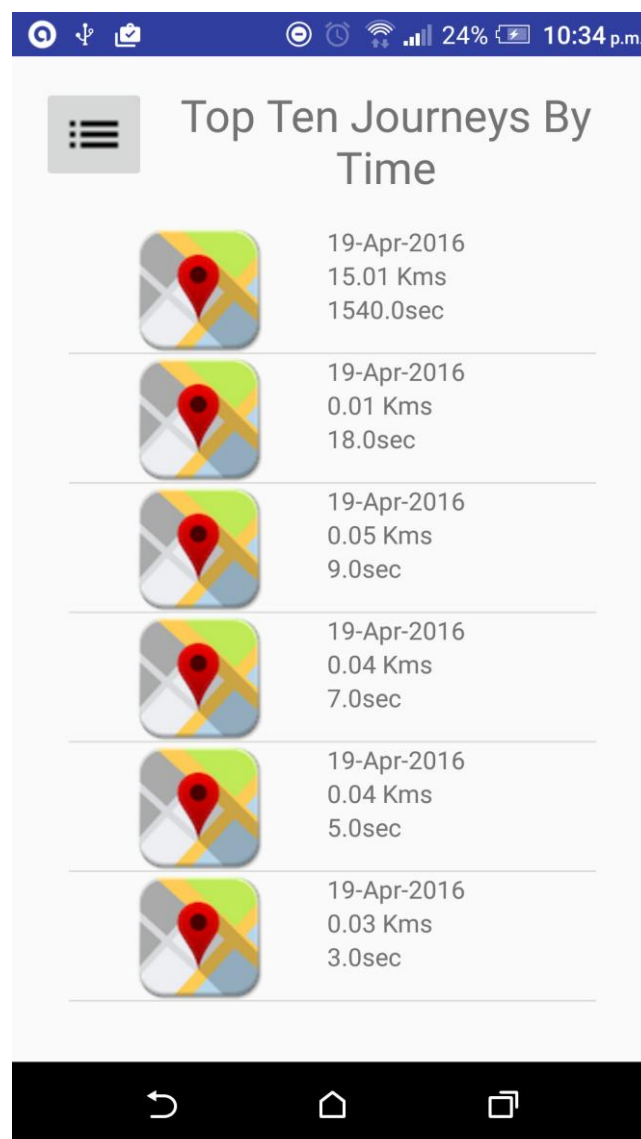 24% 10:34 p.m.
Top Ten Journeys By
Time
19-Apr-2016
15.01 Kms
1540.0sec
19-Apr-2016
0.01 Kms
18.0sec
19-Apr-2016
0.05 Kms
9.0sec
19-Apr-2016
0.04 Kms
7.0sec
19-Apr-2016
0.04 Kms
5.0sec
19-Apr-2016
0.03 Kms
3.0sec